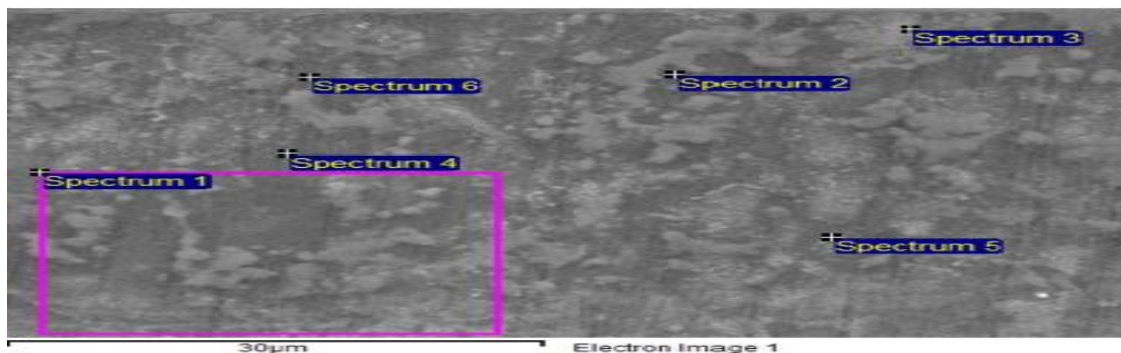 Spectrum 3
Spectrum 6
Spectrum 2
Spectrum 4
Spectrum 1
Spectrum 5
30µm
Electron Image 1